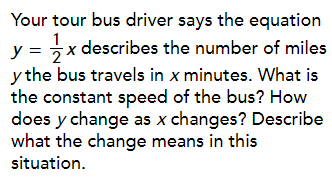 Your tour bus driver says the equation
y = 1/2 x describes the number of miles
y the bus travels in x minutes. What is
the constant speed of the bus? How
does y change as x changes? Describe
what the change means in this
situation.